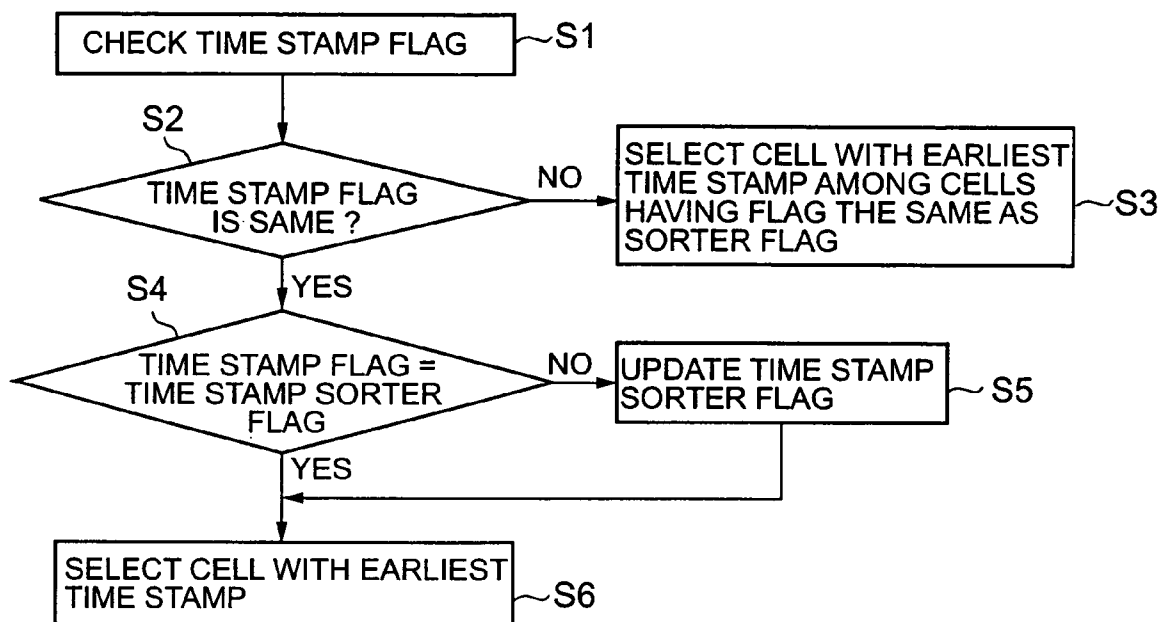 CHECK TIME STAMP FLAG
S1
S2
TIME STAMP FLAG
IS SAME ?
NO
SELECT CELL WITH EARLIEST
TIME STAMP AMONG CELLS
HAVING FLAG THE SAME AS
SORTER FLAG
S3
YES
S4
TIME STAMP FLAG =
TIME STAMP SORTER
FLAG
NO
UPDATE TIME STAMP
SORTER FLAG
S5
YES
SELECT CELL WITH EARLIEST
TIME STAMP
S6